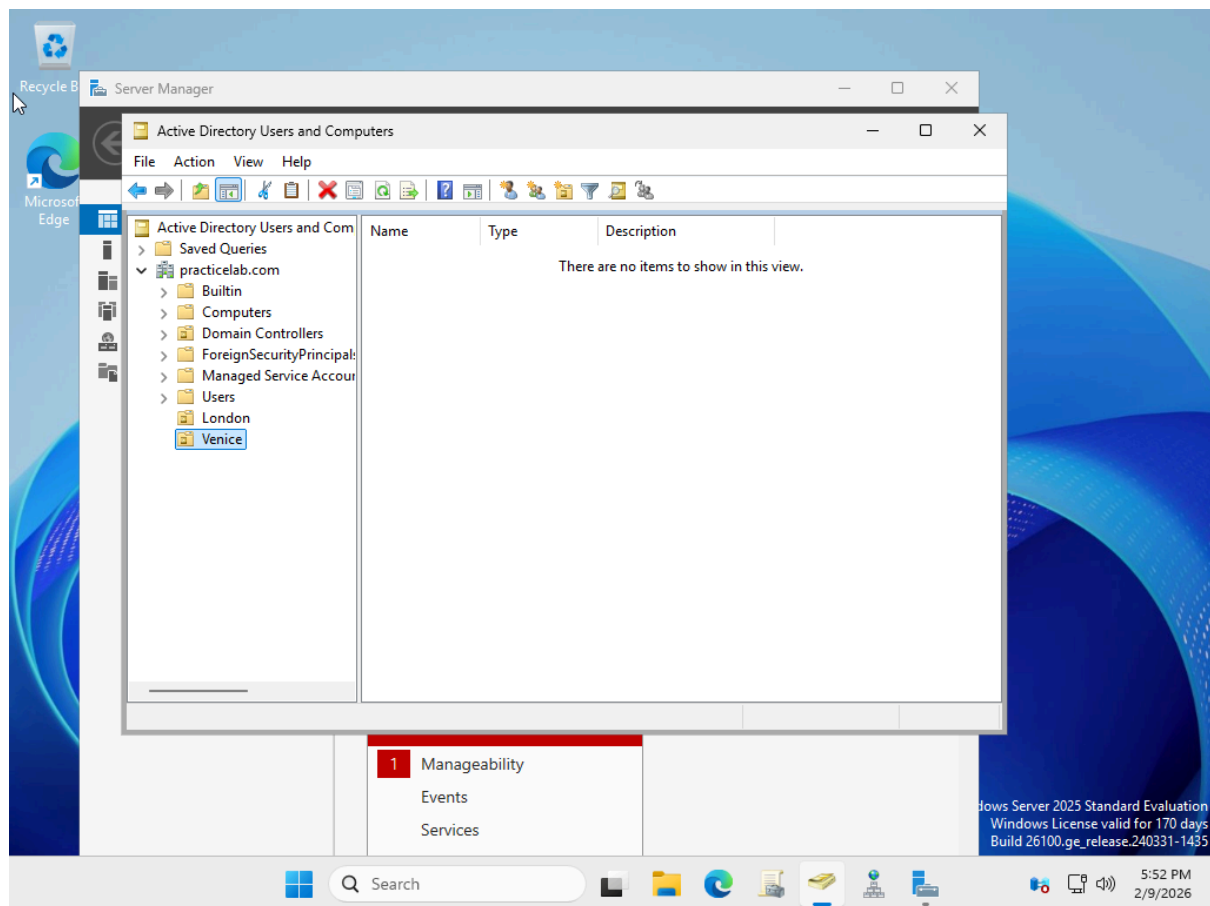 Recycle B
Server Manager
Active Directory Users and Computers
File Action View Help
Microsof
Edge
Active Directory Users and Com
Saved Queries
practicelab.com
Builtin
Computers
Domain Controllers
ForeignSecurityPrincipal
Managed Service Accour
Users
London
Venice
Name Type Description
There are no items to show in this view.
1 Manageability
Events
Services
dows Server 2025 Standard Evaluation
Windows License valid for 170 days
Build 26100.ge_release.240331-1435
Search
5:52 PM
2/9/2026